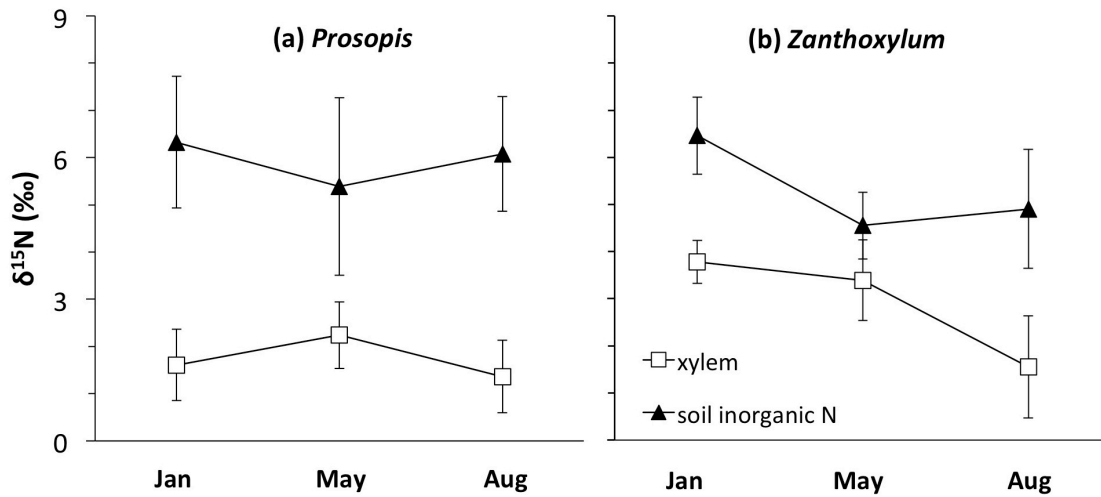 9
6
3
0
δ¹⁵N (‰)
(a) Prosopis
Jan May Aug
(b) Zanthoxylum
xylem
soil inorganic N
Jan May Aug